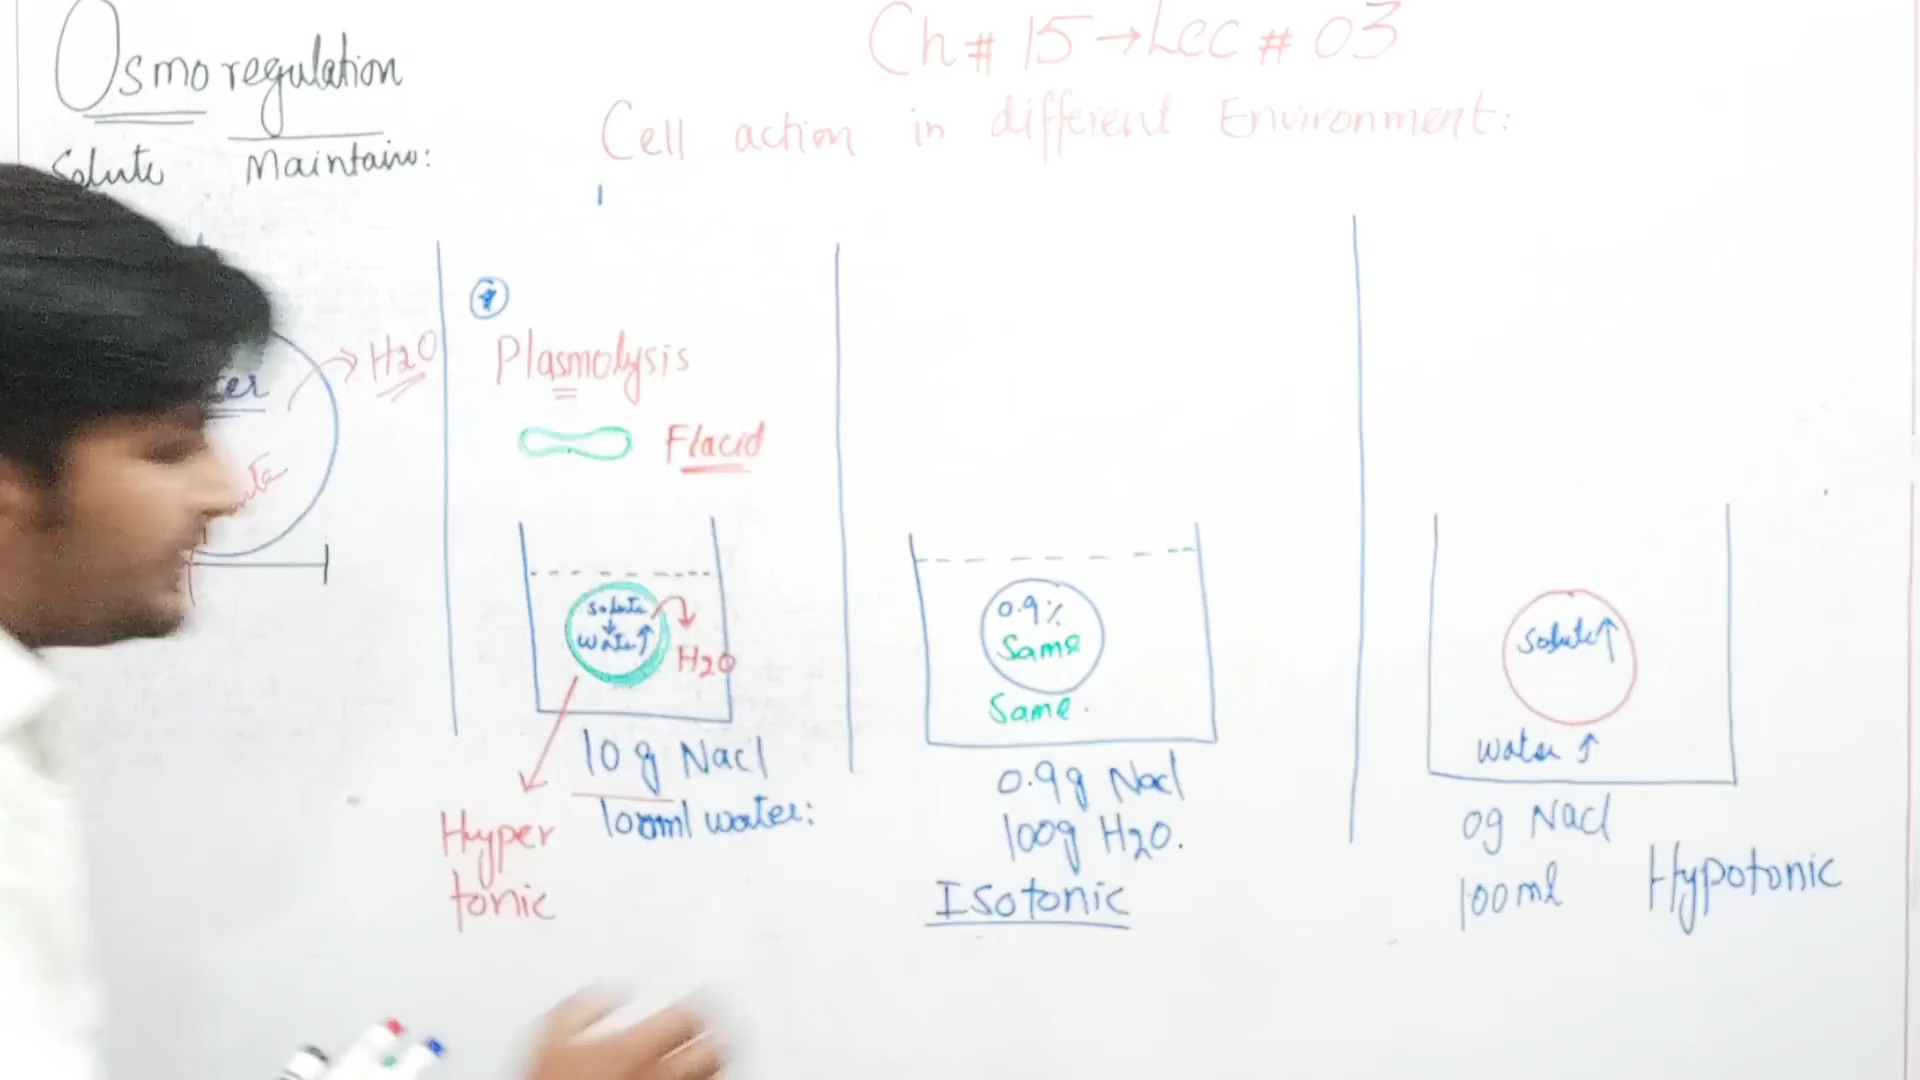 Osmoregulation
Solute Maintains:
Ch # 15 → Lec # 03
Cell action in different Environment:
H2O
Plasmolysis
Flacid
Solute ↓
water ↑
H2O
10 g Nacl
100ml water:
Hyper
tonic
0.9%
Same
Same.
0.9g Nacl
100g H2O.
Isotonic
Solute ↑
water ↑
0g Nacl
100ml
Hypotonic